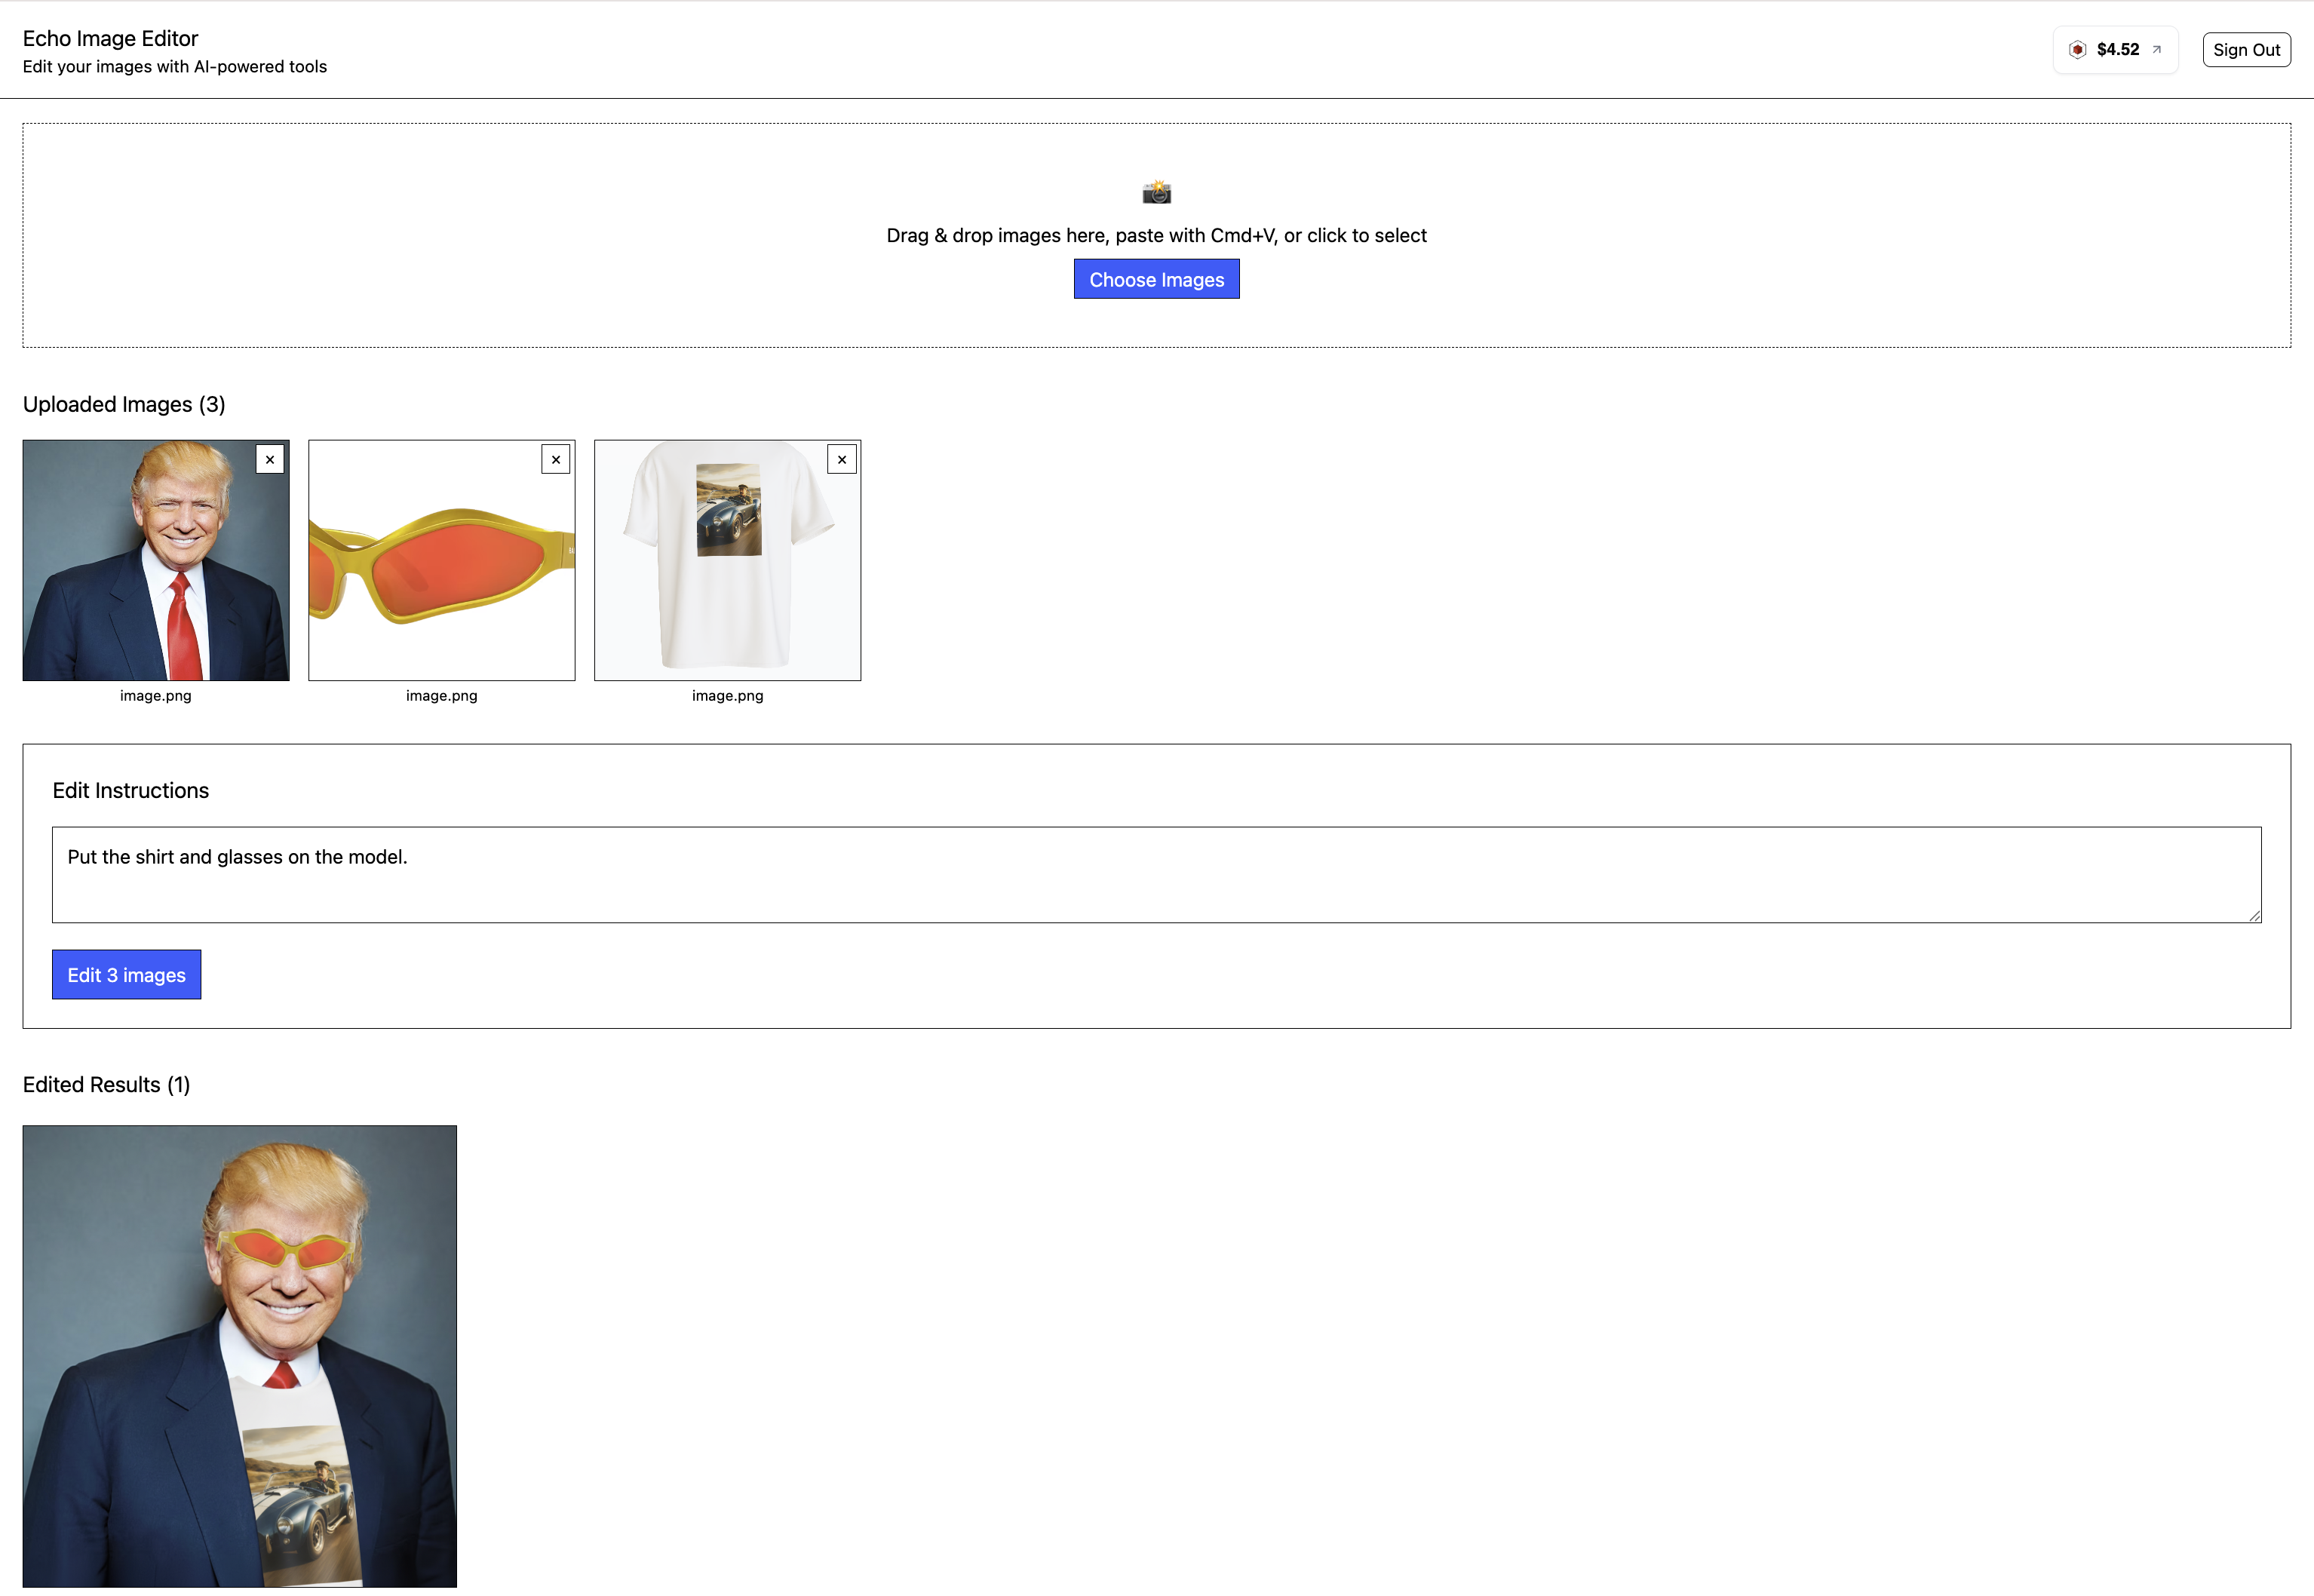 Echo Image Editor
Edit your images with AI-powered tools
$4.52
Sign Out
Drag & drop images here, paste with Cmd+V, or click to select
Choose Images
Uploaded Images (3)
image.png
image.png
image.png
Edit Instructions
Put the shirt and glasses on the model.
Edit 3 images
Edited Results (1)